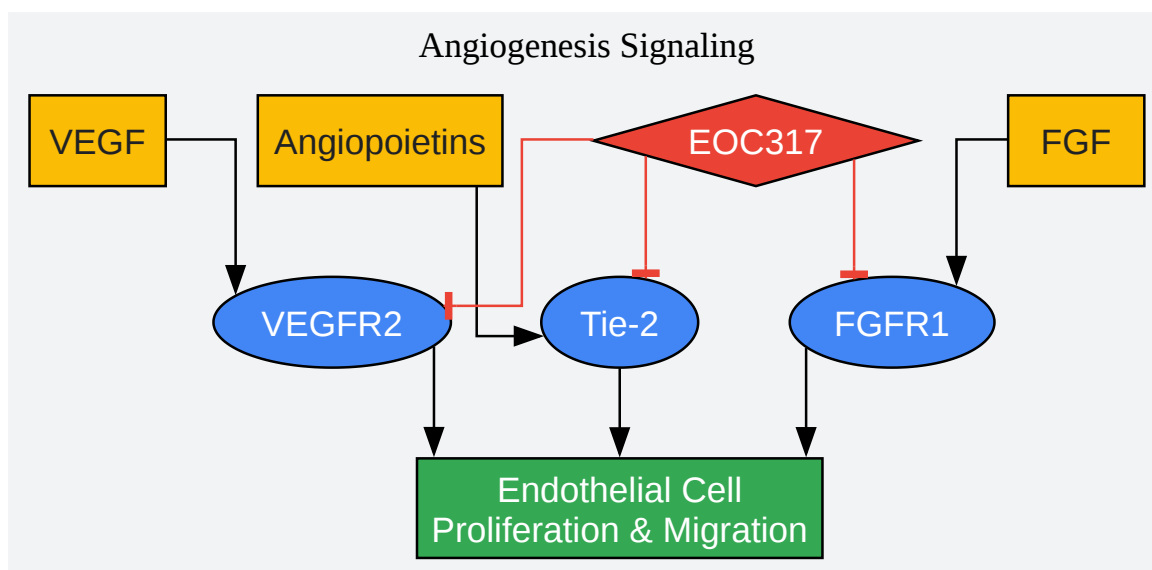 Angiogenesis Signaling
VEGF
Angiopoietins
EOC317
FGF
VEGFR2
Tie-2
FGFR1
Endothelial Cell
Proliferation & Migration